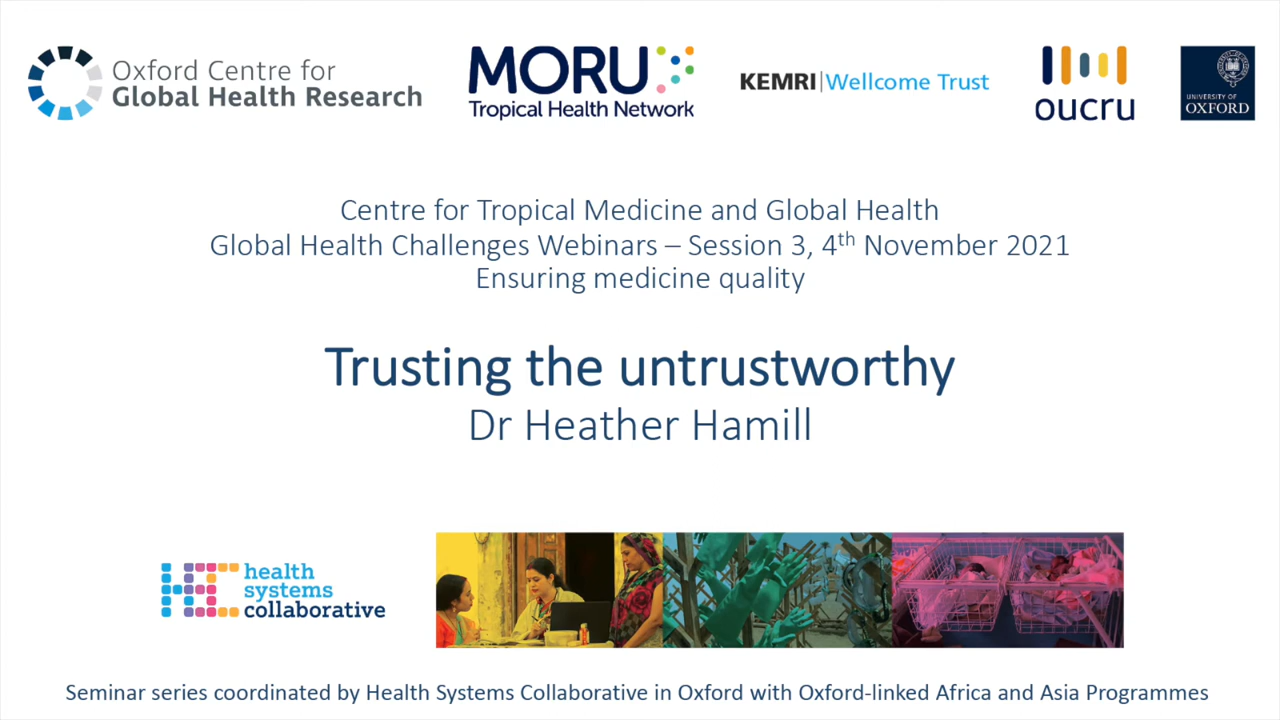 Oxford Centre for
Global Health Research
MORU
Tropical Health Network
KEMRI|Wellcome Trust
oucru
UNIVERSITY OF
OXFORD
Centre for Tropical Medicine and Global Health
Global Health Challenges Webinars – Session 3, 4th November 2021
Ensuring medicine quality
Trusting the untrustworthy
Dr Heather Hamill
HSC health
systems
collaborative
Seminar series coordinated by Health Systems Collaborative in Oxford with Oxford-linked Africa and Asia Programmes